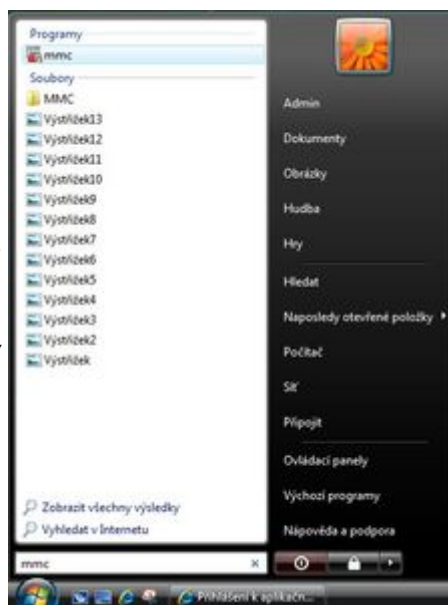 Programy
mmc
Soubory
MMC
Výstřižek13
Výstřižek12
Výstřižek11
Výstřižek10
Výstřižek9
Výstřižek8
Výstřižek7
Výstřižek6
Výstřižek5
Výstřižek4
Výstřižek3
Výstřižek2
Výstřižek
Zobrazit všechny výsledky
Vyhledat v Internetu
mmc
Admin
Dokumenty
Obrázky
Hudba
Hry
Hledat
Naposledy otevřené položky
Počítač
Síť
Připojit
Ovládací panely
Výchozí programy
Nápověda a podpora
Přihlášení k aplikačn...